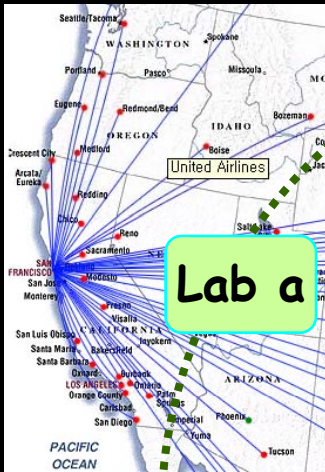 Seattle/Tacoma
Spokane
WASHINGTON
Portland
Pasco
Missoula
Eugene
Redmond/Bend
IDAHO
Bozeman
OREGON
Crescent City
Medford
Boise
Arcata/
Eureka
United Airlines
Redding
Chico
Reno
Salt Lake
Sacramento
NE
SAN
FRANCISCO
San Jose
Modesto
Monterey
Lab a
Fresno
Visalia
San Luis Obispo
CALIFORNIA
Inyokern
Santa Maria
Bakersfield
Santa Barbara
Oxnard
Burbank
ARIZONA
LOS ANGELES
Ontario
Orange County
Palm
Springs
Carlsbad
Imperial
Phoenix
San Diego
Yuma
Tucson
PACIFIC
OCEAN